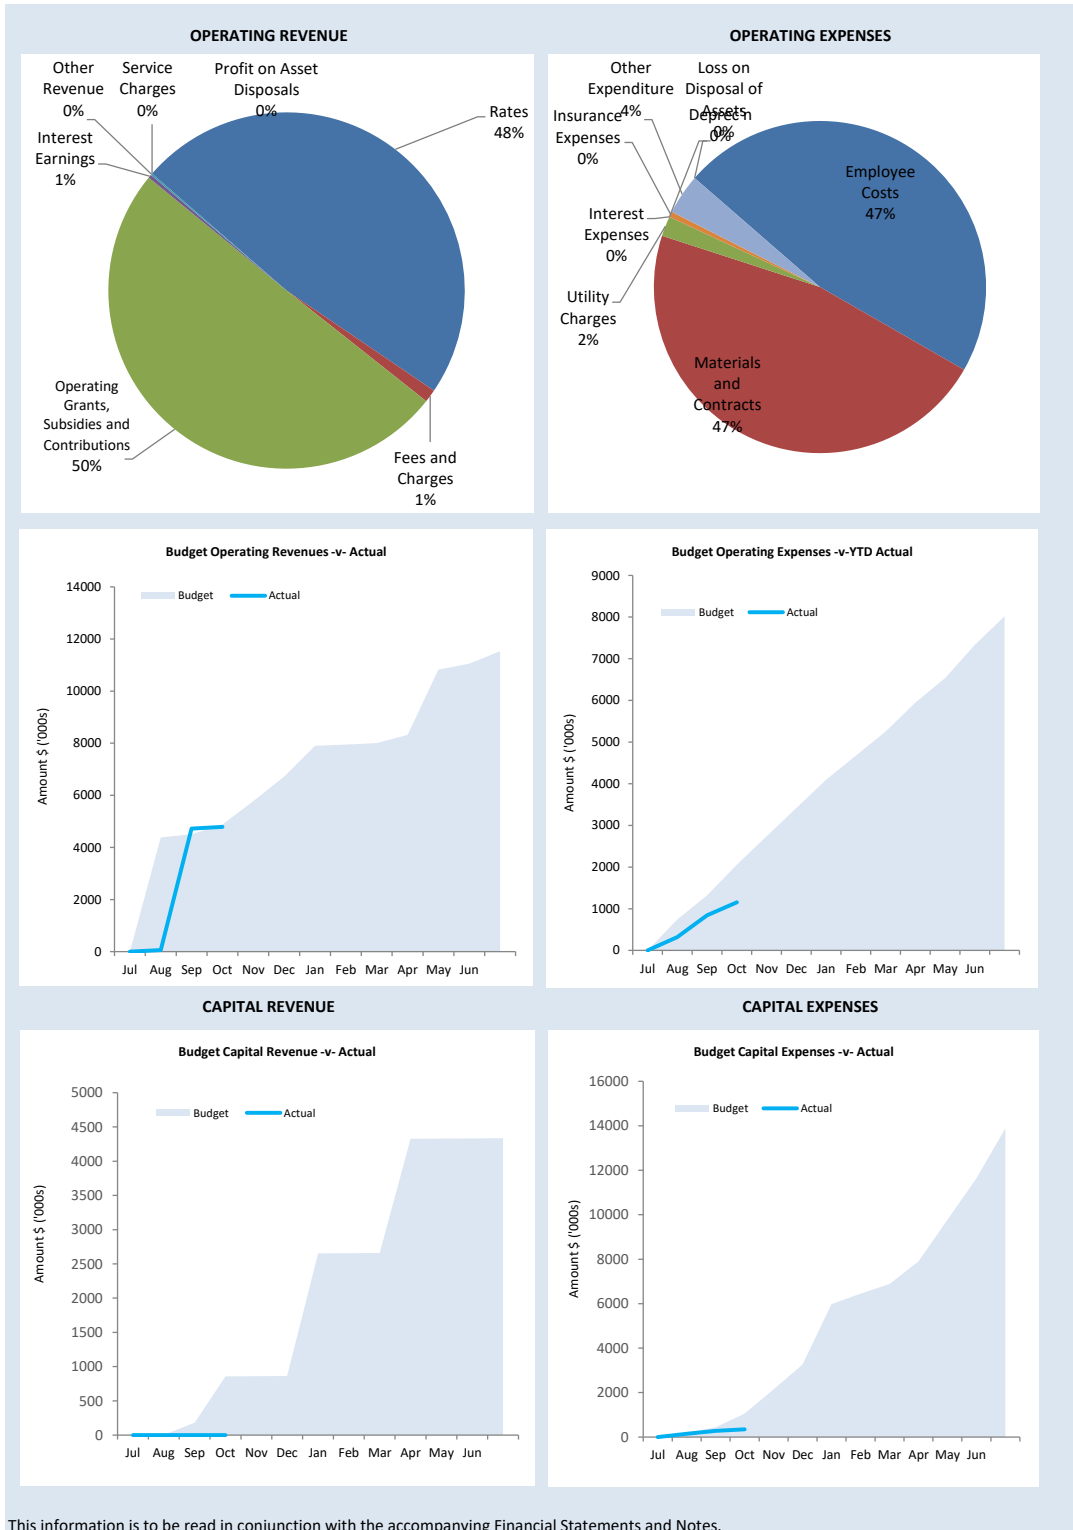 OPERATING REVENUE
Other
Revenue
0%
Service
Charges
0%
Profit on Asset
Disposals
0%
Rates
48%
Interest
Earnings
1%
Operating
Grants,
Subsidies and
Contributions
50%
Fees and
Charges
1%
OPERATING EXPENSES
Other
Expenditure
4%
Loss on
Disposal of
Assets
0%
Deprec'n
0%
Insurance
Expenses
0%
Employee
Costs
47%
Interest
Expenses
0%
Utility
Charges
2%
Materials
and
Contracts
47%
Budget Operating Revenues -v- Actual
Budget Actual
Amount $ ('000s)
14000
12000
10000
8000
6000
4000
2000
0
Jul Aug Sep Oct Nov Dec Jan Feb Mar Apr May Jun
Budget Operating Expenses -v-YTD Actual
Budget Actual
Amount $ ('000s)
9000
8000
7000
6000
5000
4000
3000
2000
1000
0
Jul Aug Sep Oct Nov Dec Jan Feb Mar Apr May Jun
CAPITAL REVENUE
Budget Capital Revenue -v- Actual
Budget Actual
Amount $ ('000s)
5000
4500
4000
3500
3000
2500
2000
1500
1000
500
0
Jul Aug Sep Oct Nov Dec Jan Feb Mar Apr May Jun
CAPITAL EXPENSES
Budget Capital Expenses -v- Actual
Budget Actual
Amount $ ('000s)
16000
14000
12000
10000
8000
6000
4000
2000
0
Jul Aug Sep Oct Nov Dec Jan Feb Mar Apr May Jun
This information is to be read in conjunction with the accompanying Financial Statements and Notes.